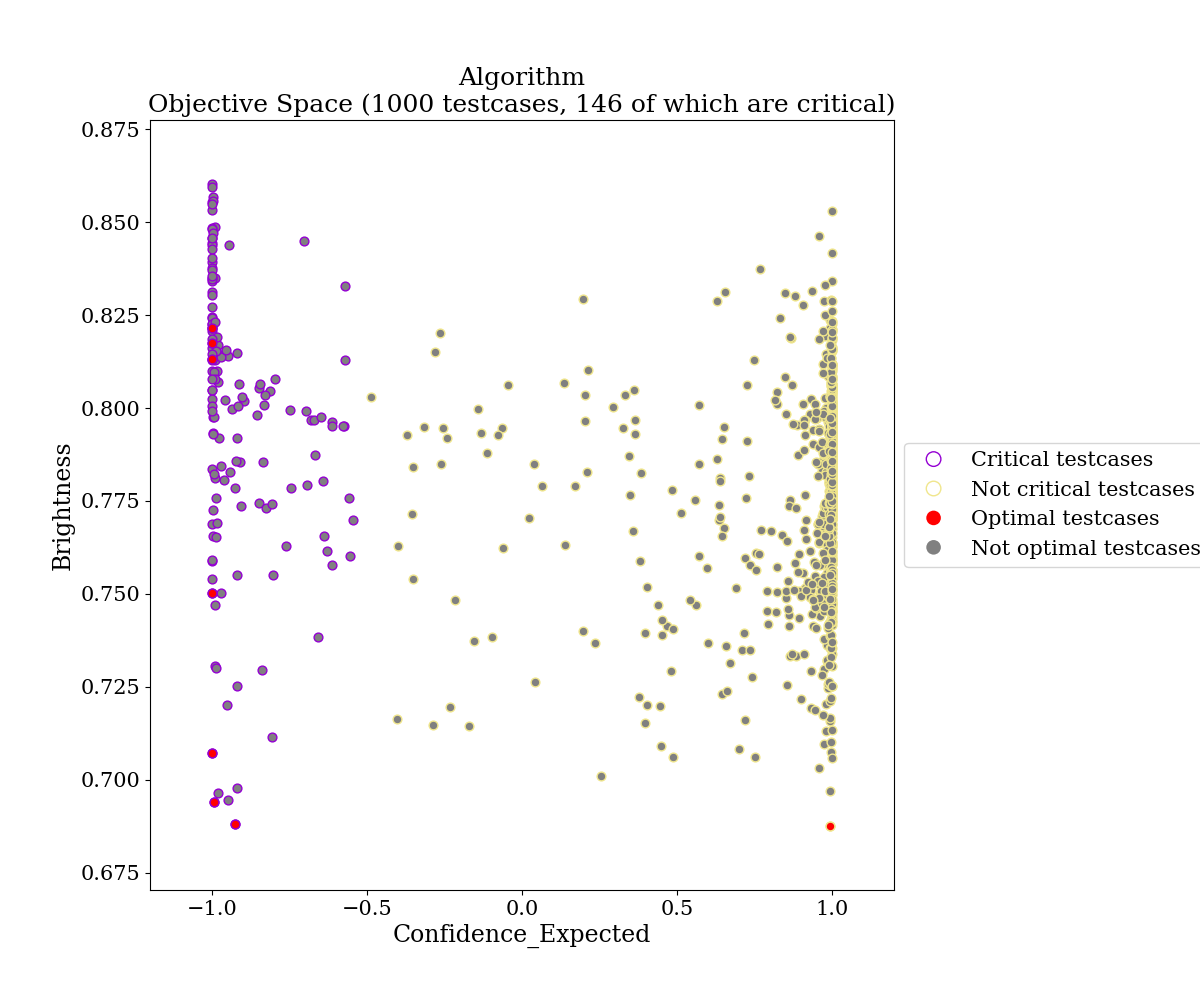 Algorithm
Objective Space (1000 testcases, 146 of which are critical)
0.875
0.850
0.825
0.800
0.775
0.750
0.725
0.700
0.675
Brightness
−1.0
−0.5
0.0
0.5
1.0
Confidence_Expected
Critical testcases
Not critical testcases
Optimal testcases
Not optimal testcases